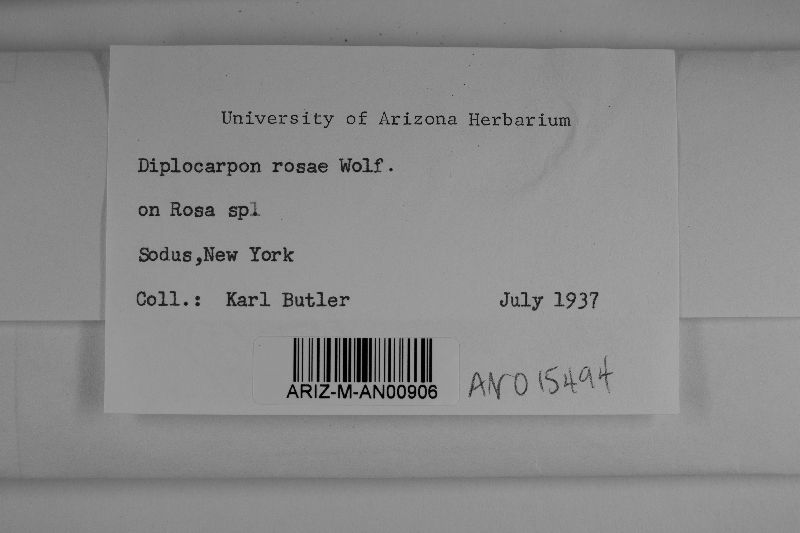 University of Arizona Herbarium
Diplocarpon rosae Wolf.
on Rosa spl
Sodus,New York
Coll.: Karl Butler July 1937
ARIZ-M-AN00906
AN015494